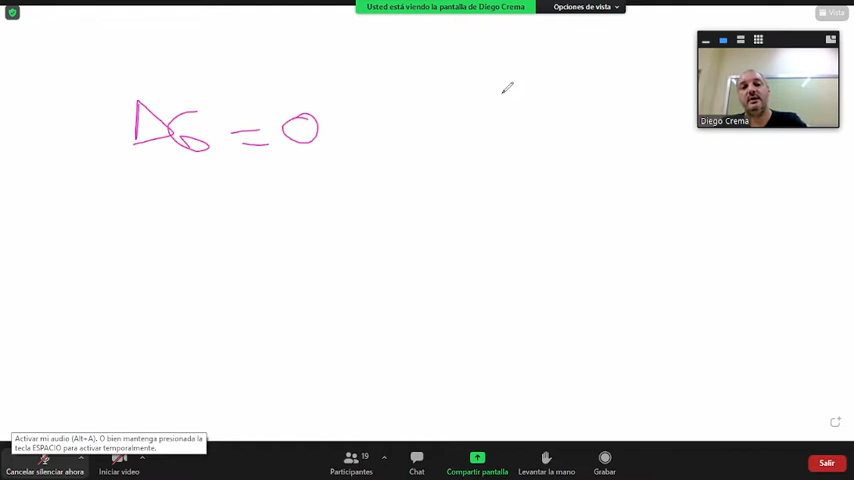 Usted está viendo la pantalla de Diego Crema
Opciones de vista
Vista
Diego Crema
Δ6 = 0
Activar mi audio (Alt+A). O bien mantenga presionada la
tecla ESPACIO para activar temporalmente.
19
Cancelar silenciar ahora
Iniciar video
Participantes
Chat
Compartir pantalla
Levantar la mano
Grabar
Salir